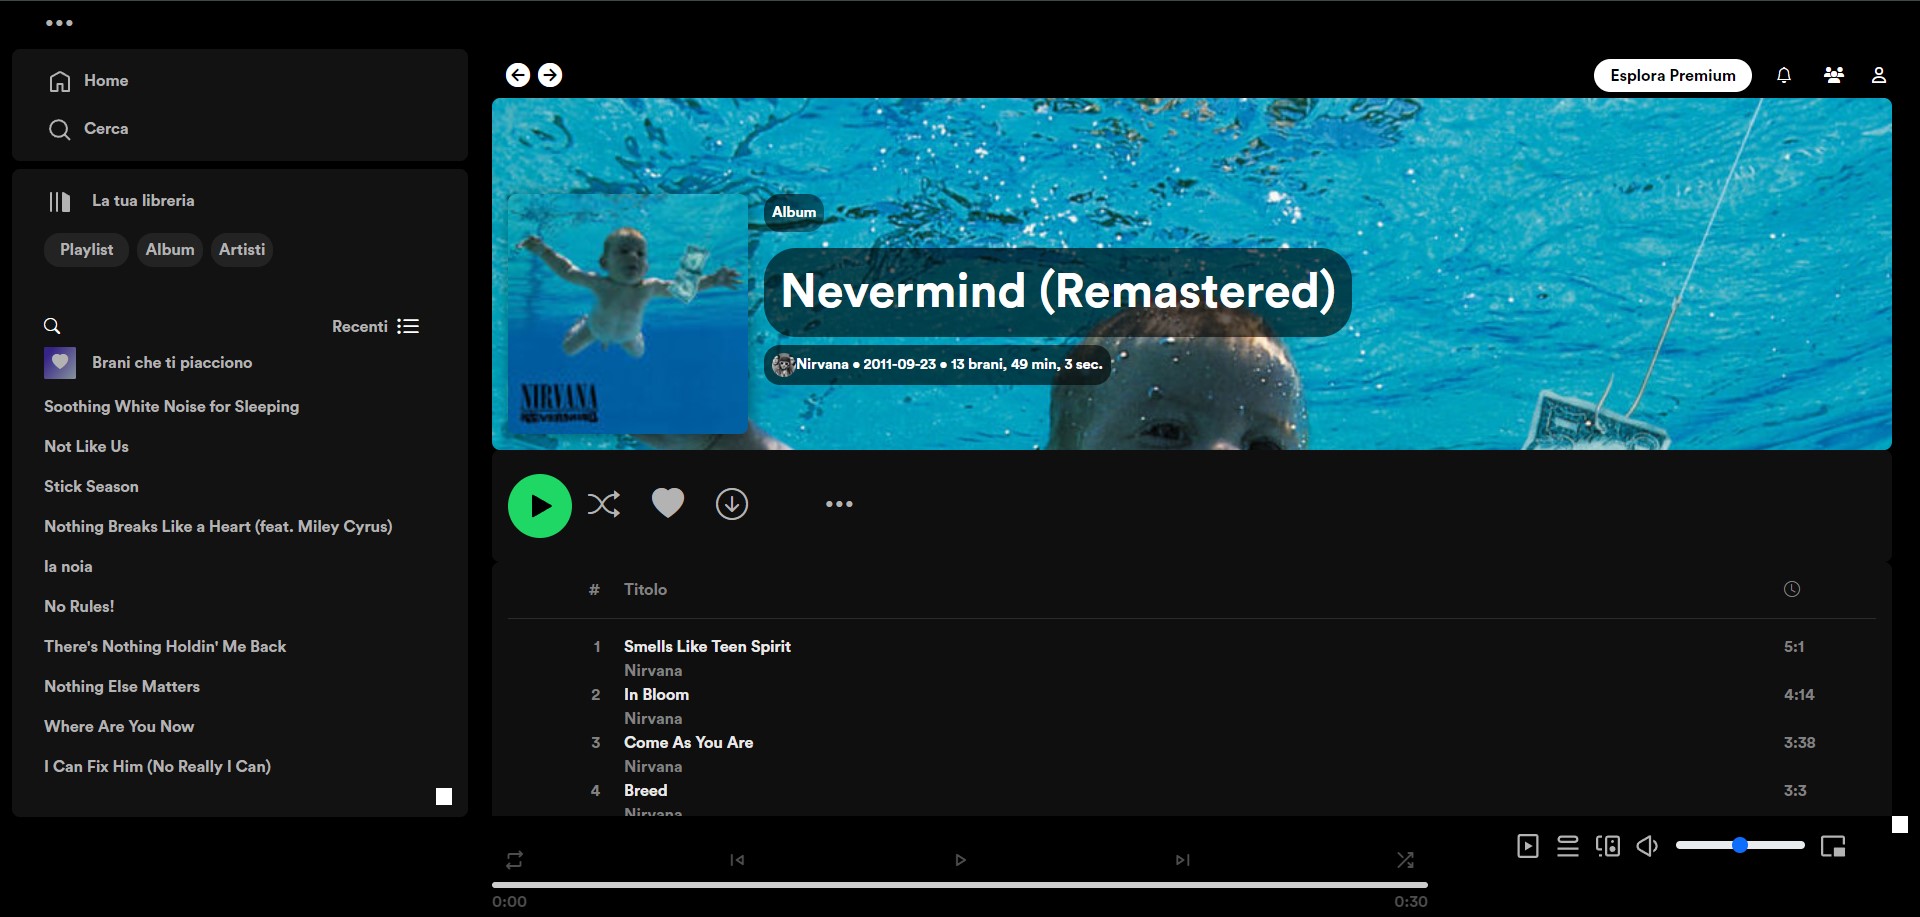 Home
Cerca
La tua libreria
Playlist Album Artisti
Recenti
Brani che ti piacciono
Soothing White Noise for Sleeping
Not Like Us
Stick Season
Nothing Breaks Like a Heart (feat. Miley Cyrus)
la noia
No Rules!
There's Nothing Holdin' Me Back
Nothing Else Matters
Where Are You Now
I Can Fix Him (No Really I Can)
Esplora Premium
NIRVANA
NEVERMIND
Album
Nevermind (Remastered)
Nirvana • 2011-09-23 • 13 brani, 49 min, 3 sec.
# Titolo
1 Smells Like Teen Spirit 5:1
Nirvana
2 In Bloom 4:14
Nirvana
3 Come As You Are 3:38
Nirvana
4 Breed 3:3
Nirvana
0:00 0:30